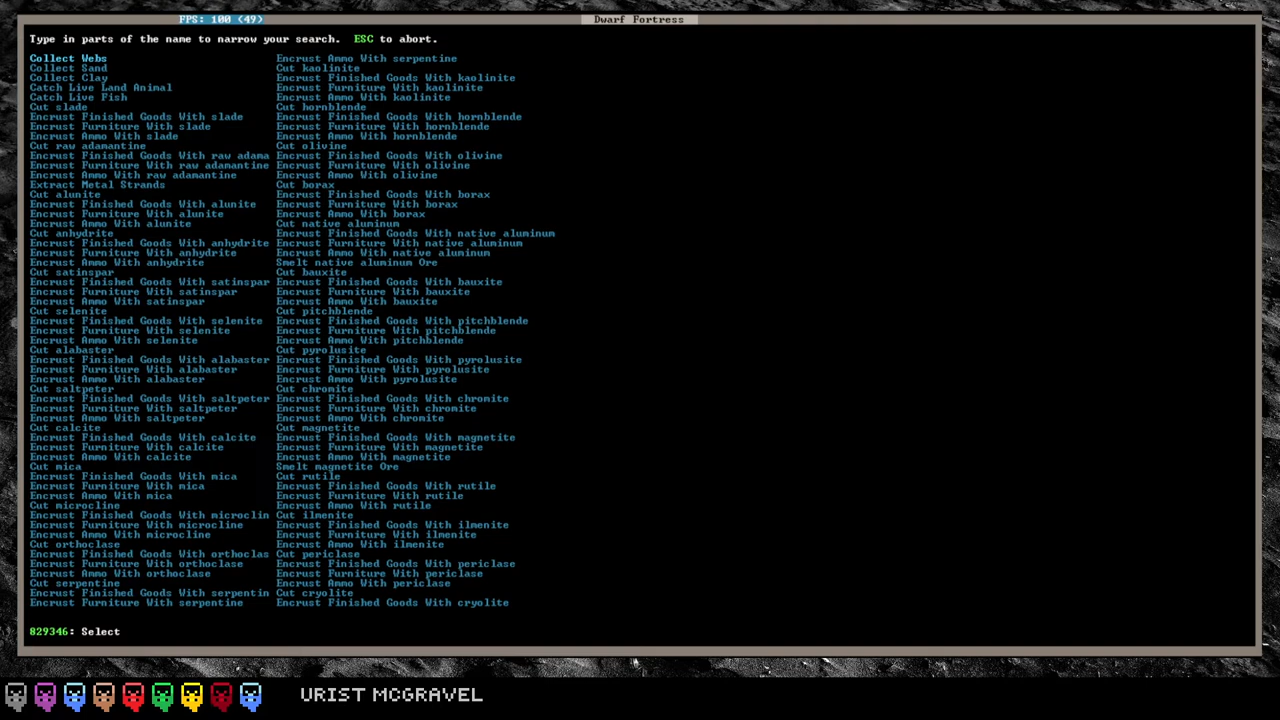 FPS: 100 (49)
Dwarf Fortress
Type in parts of the name to narrow your search. ESC to abort.
Collect Webs
Collect Sand
Collect Clay
Catch Live Land Animal
Catch Live Fish
Cut slade
Encrust Finished Goods With slade
Encrust Furniture With slade
Encrust Ammo With slade
Cut raw adamantine
Encrust Finished Goods With raw adama
Encrust Furniture With raw adamantine
Encrust Ammo With raw adamantine
Extract Metal Strands
Cut alunite
Encrust Finished Goods With alunite
Encrust Furniture With alunite
Encrust Ammo With alunite
Cut anhydrite
Encrust Finished Goods With anhydrite
Encrust Furniture With anhydrite
Encrust Ammo With anhydrite
Cut satinspar
Encrust Finished Goods With satinspar
Encrust Furniture With satinspar
Encrust Ammo With satinspar
Cut selenite
Encrust Finished Goods With selenite
Encrust Furniture With selenite
Encrust Ammo With selenite
Cut alabaster
Encrust Finished Goods With alabaster
Encrust Furniture With alabaster
Encrust Ammo With alabaster
Cut saltpeter
Encrust Finished Goods With saltpeter
Encrust Furniture With saltpeter
Encrust Ammo With saltpeter
Cut calcite
Encrust Finished Goods With calcite
Encrust Furniture With calcite
Encrust Ammo With calcite
Cut mica
Encrust Finished Goods With mica
Encrust Furniture With mica
Encrust Ammo With mica
Cut microcline
Encrust Finished Goods With microclin
Encrust Furniture With microcline
Encrust Ammo With microcline
Cut orthoclase
Encrust Finished Goods With orthoclas
Encrust Furniture With orthoclase
Encrust Ammo With orthoclase
Cut serpentine
Encrust Finished Goods With serpentin
Encrust Furniture With serpentine
Encrust Ammo With serpentine
Cut kaolinite
Encrust Finished Goods With kaolinite
Encrust Furniture With kaolinite
Encrust Ammo With kaolinite
Cut hornblende
Encrust Finished Goods With hornblende
Encrust Furniture With hornblende
Encrust Ammo With hornblende
Cut olivine
Encrust Finished Goods With olivine
Encrust Furniture With olivine
Encrust Ammo With olivine
Cut borax
Encrust Finished Goods With borax
Encrust Furniture With borax
Encrust Ammo With borax
Cut native aluminum
Encrust Finished Goods With native aluminum
Encrust Furniture With native aluminum
Encrust Ammo With native aluminum
Smelt native aluminum Ore
Cut bauxite
Encrust Finished Goods With bauxite
Encrust Furniture With bauxite
Encrust Ammo With bauxite
Cut pitchblende
Encrust Finished Goods With pitchblende
Encrust Furniture With pitchblende
Encrust Ammo With pitchblende
Cut pyrolusite
Encrust Finished Goods With pyrolusite
Encrust Furniture With pyrolusite
Encrust Ammo With pyrolusite
Cut chromite
Encrust Finished Goods With chromite
Encrust Furniture With chromite
Encrust Ammo With chromite
Cut magnetite
Encrust Finished Goods With magnetite
Encrust Furniture With magnetite
Encrust Ammo With magnetite
Smelt magnetite Ore
Cut rutile
Encrust Finished Goods With rutile
Encrust Furniture With rutile
Encrust Ammo With rutile
Cut ilmenite
Encrust Finished Goods With ilmenite
Encrust Furniture With ilmenite
Encrust Ammo With ilmenite
Cut periclase
Encrust Finished Goods With periclase
Encrust Furniture With periclase
Encrust Ammo With periclase
Cut cryolite
Encrust Finished Goods With cryolite
829346: Select
URIST MCGRAVEL